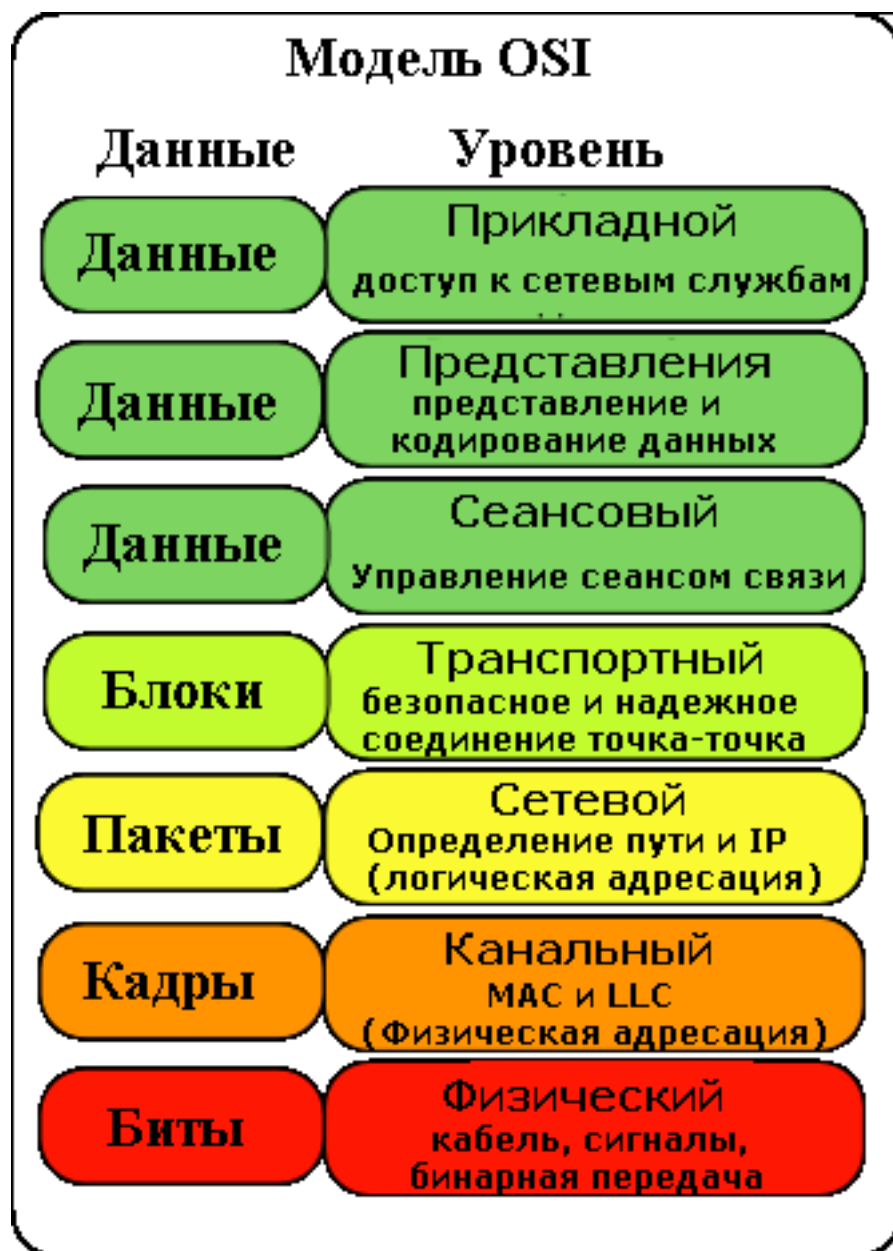 Модель OSI
Данные Уровень
Данные
Прикладной
доступ к сетевым службам
Данные
Представления
представление и
кодирование данных
Данные
Сеансовый
Управление сеансом связи
Блоки
Транспортный
безопасное и надежное
соединение точка-точка
Пакеты
Сетевой
Определение пути и IP
(логическая адресация)
Кадры
Канальный
MAC и LLC
(Физическая адресация)
Биты
Физический
кабель, сигналы,
бинарная передача